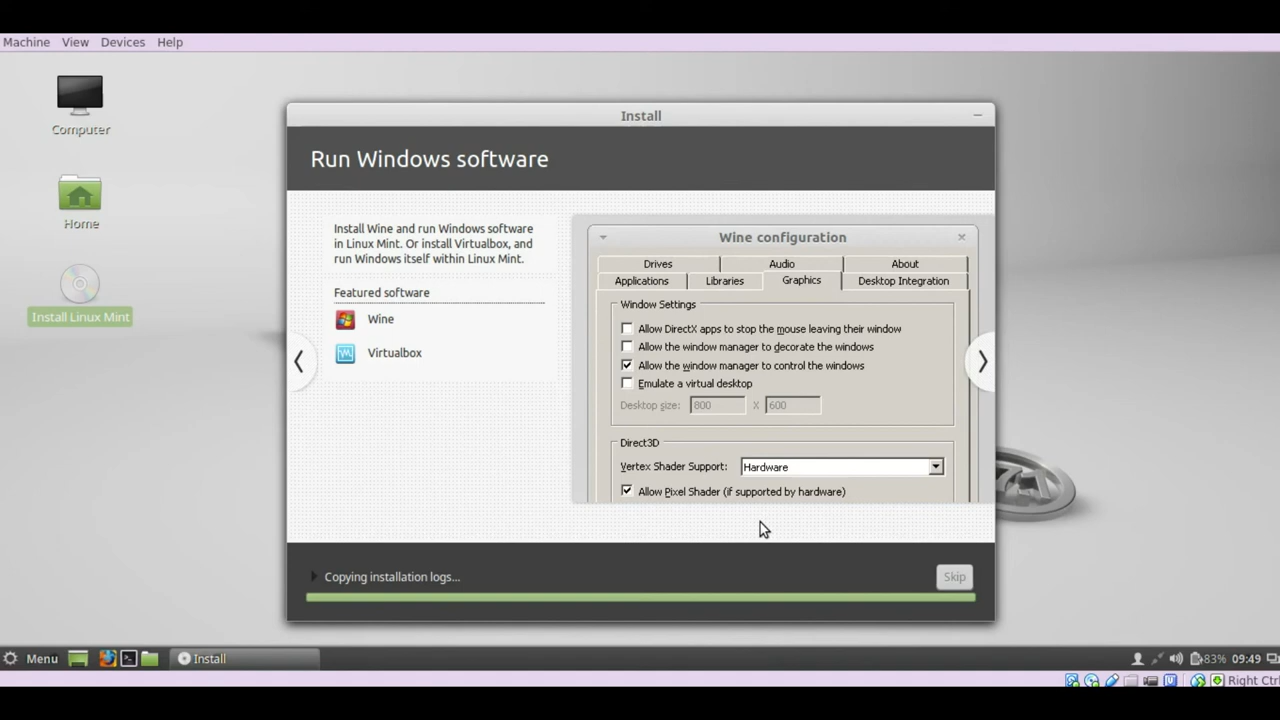 Machine View Devices Help
Computer
Home
Install Linux Mint
Install
Run Windows software
Install Wine and run Windows software
in Linux Mint. Or install Virtualbox, and
run Windows itself within Linux Mint.
Featured software
Wine
Virtualbox
Wine configuration
Drives Audio About
Applications Libraries Graphics Desktop Integration
Window Settings
Allow DirectX apps to stop the mouse leaving their window
Allow the window manager to decorate the windows
Allow the window manager to control the windows
Emulate a virtual desktop
Desktop size: 800 X 600
Direct3D
Vertex Shader Support: Hardware
Allow Pixel Shader (if supported by hardware)
Copying installation logs...
Skip
Menu Install 83% 09:49
Right Ctrl